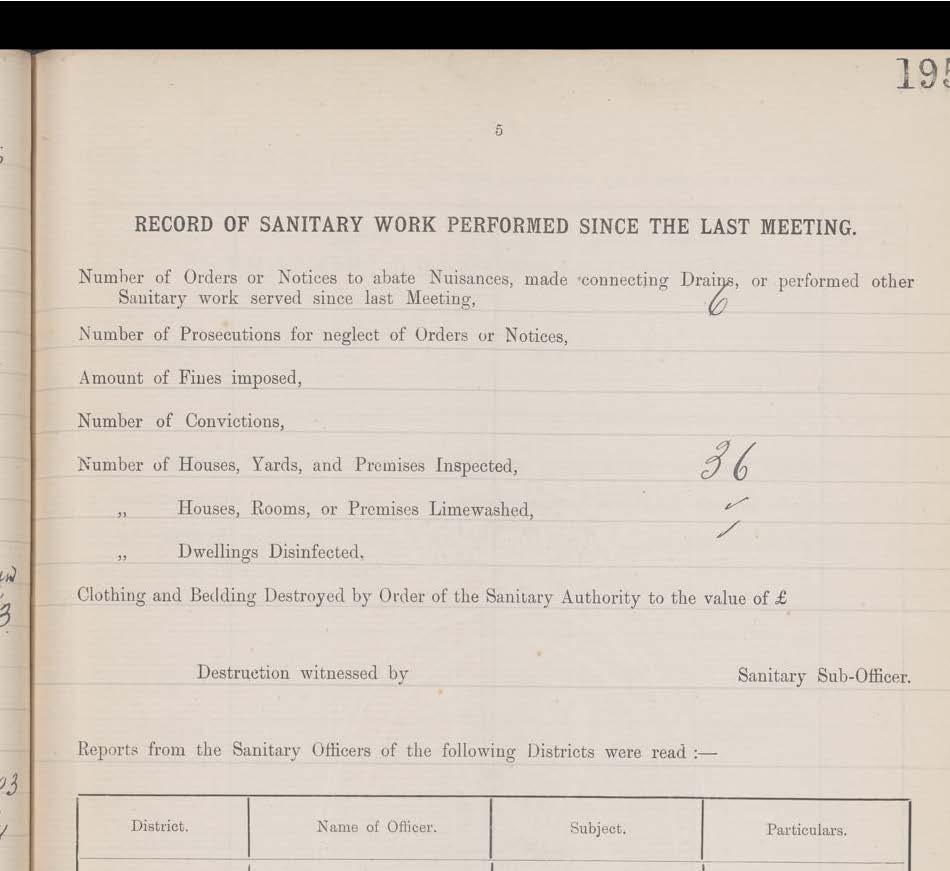 195
5
RECORD OF SANITARY WORK PERFORMED SINCE THE LAST MEETING.
Number of Orders or Notices to abate Nuisances, made connecting Drains, or performed other
Sanitary work served since last Meeting, 6
Number of Prosecutions for neglect of Orders or Notices,
Amount of Fines imposed,
Number of Convictions,
Number of Houses, Yards, and Premises Inspected, 36
„ Houses, Rooms, or Premises Limewashed, ✓
„ Dwellings Disinfected, ✓
Clothing and Bedding Destroyed by Order of the Sanitary Authority to the value of £
Destruction witnessed by Sanitary Sub-Officer.
Reports from the Sanitary Officers of the following Districts were read :—
District. Name of Officer. Subject. Particulars.